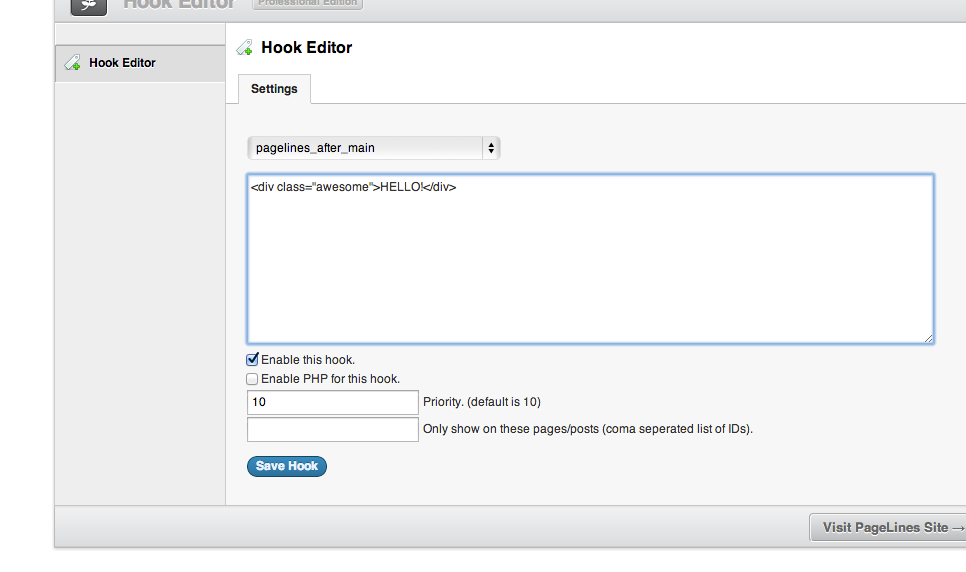 Hook Editor
Professional Edition
Hook Editor
Hook Editor
Settings
pagelines_after_main
<div class="awesome">HELLO!</div>
Enable this hook.
Enable PHP for this hook.
10
Priority. (default is 10)
Only show on these pages/posts (coma seperated list of IDs).
Save Hook
Visit PageLines Site →